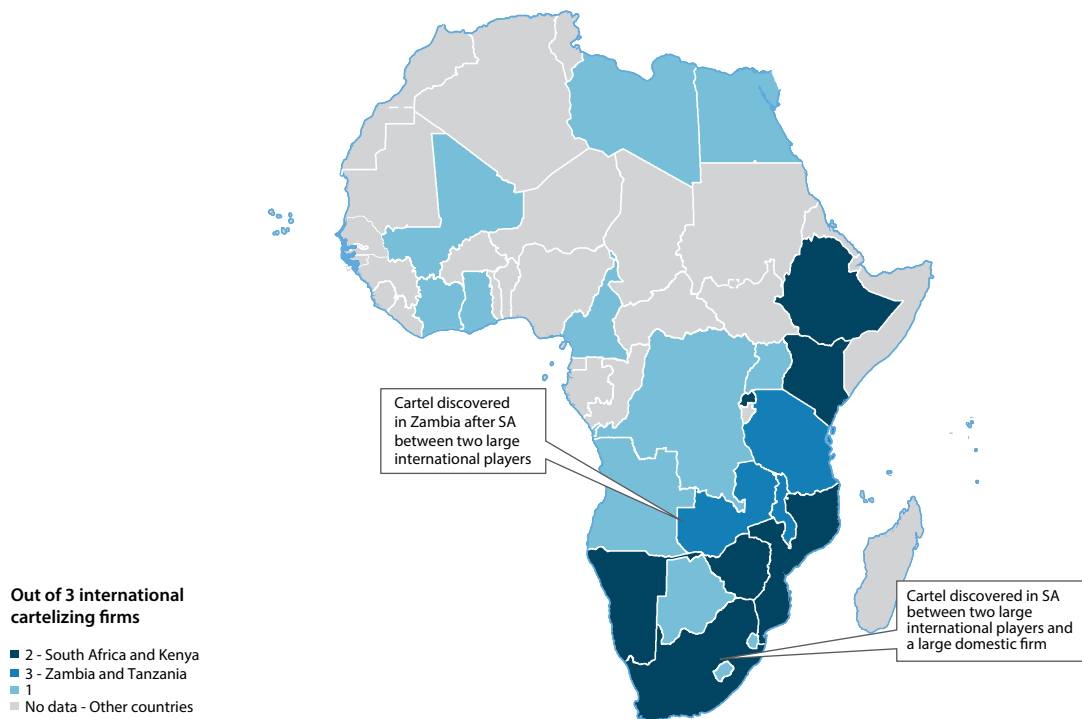 Cartel discovered
in Zambia after SA
between two large
international players
Cartel discovered in SA
between two large
international players and
a large domestic firm
Out of 3 international
cartelizing firms
2 - South Africa and Kenya
3 - Zambia and Tanzania
1
No data - Other countries